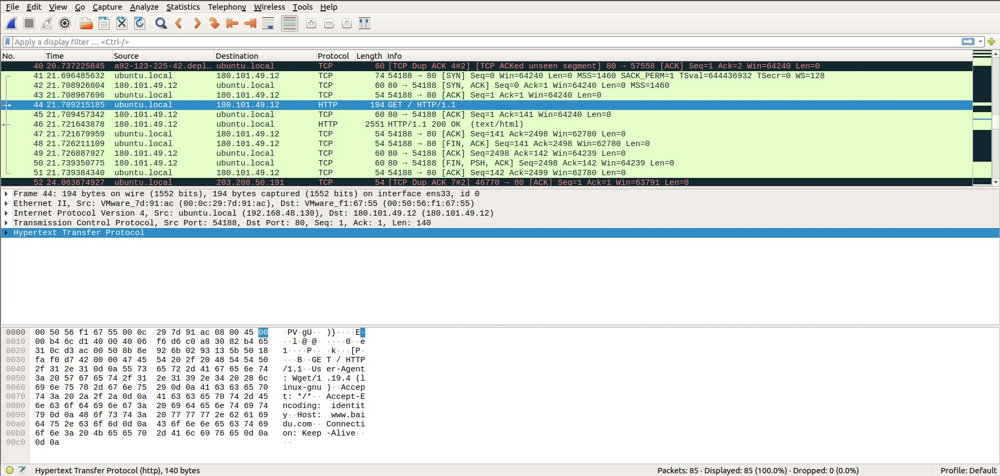 File Edit View Go Capture Analyze Statistics Telephony Wireless Tools Help
Apply a display filter … <Ctrl-/>
No. Time Source Destination Protocol Length Info
40 20.737225845 a92-123-225-42.depl… ubuntu.local TCP 60 [TCP Dup ACK 4#2] [TCP ACKed unseen segment] 80 → 57558 [ACK] Seq=1 Ack=2 Win=64240 Len=0
41 21.696485632 ubuntu.local 180.101.49.12 TCP 74 54188 → 80 [SYN] Seq=0 Win=64240 Len=0 MSS=1460 SACK_PERM=1 TSval=644436932 TSecr=0 WS=128
42 21.708926804 180.101.49.12 ubuntu.local TCP 60 80 → 54188 [SYN, ACK] Seq=0 Ack=1 Win=64240 Len=0 MSS=1460
43 21.708967696 ubuntu.local 180.101.49.12 TCP 54 54188 → 80 [ACK] Seq=1 Ack=1 Win=64240 Len=0
44 21.709215185 ubuntu.local 180.101.49.12 HTTP 194 GET / HTTP/1.1
45 21.709457342 180.101.49.12 ubuntu.local TCP 60 80 → 54188 [ACK] Seq=1 Ack=141 Win=64240 Len=0
46 21.721643878 180.101.49.12 ubuntu.local HTTP 2551 HTTP/1.1 200 OK (text/html)
47 21.721679959 ubuntu.local 180.101.49.12 TCP 54 54188 → 80 [ACK] Seq=141 Ack=2498 Win=62780 Len=0
48 21.726211109 ubuntu.local 180.101.49.12 TCP 54 54188 → 80 [FIN, ACK] Seq=141 Ack=2498 Win=62780 Len=0
49 21.726887927 180.101.49.12 ubuntu.local TCP 60 80 → 54188 [ACK] Seq=2498 Ack=142 Win=64239 Len=0
50 21.739350775 180.101.49.12 ubuntu.local TCP 60 80 → 54188 [FIN, PSH, ACK] Seq=2498 Ack=142 Win=64239 Len=0
51 21.739384340 ubuntu.local 180.101.49.12 TCP 54 54188 → 80 [ACK] Seq=142 Ack=2499 Win=62780 Len=0
52 24.063674927 ubuntu.local 203.208.50.191 TCP 54 [TCP Dup ACK 7#2] 46770 → 80 [ACK] Seq=1 Ack=1 Win=63791 Len=0
Frame 44: 194 bytes on wire (1552 bits), 194 bytes captured (1552 bits) on interface ens33, id 0
Ethernet II, Src: VMware_7d:91:ac (00:0c:29:7d:91:ac), Dst: VMware_f1:67:55 (00:50:56:f1:67:55)
Internet Protocol Version 4, Src: ubuntu.local (192.168.48.130), Dst: 180.101.49.12 (180.101.49.12)
Transmission Control Protocol, Src Port: 54188, Dst Port: 80, Seq: 1, Ack: 1, Len: 140
Hypertext Transfer Protocol
0000 00 50 56 f1 67 55 00 0c 29 7d 91 ac 08 00 45 00 ·PV·gU·· )}····E·
0010 00 b4 6c d1 40 00 40 06 f6 d6 c0 a8 30 82 b4 65 ··l·@·@· ····0··e
0020 31 0c d3 ac 00 50 8b 8e 92 6b 02 93 13 5b 50 18 1····P·· ·k···[P·
0030 fa f0 d7 42 00 00 47 45 54 20 2f 20 48 54 54 50 ···B··GE T / HTTP
0040 2f 31 2e 31 0d 0a 55 73 65 72 2d 41 67 65 6e 74 /1.1··Us er-Agent
0050 3a 20 57 67 65 74 2f 31 2e 31 39 2e 34 20 28 6c : Wget/1 .19.4 (l
0060 69 6e 75 78 2d 67 6e 75 29 0d 0a 41 63 63 65 70 inux-gnu )··Accep
0070 74 3a 20 2a 2f 2a 0d 0a 41 63 63 65 70 74 2d 45 t: */*·· Accept-E
0080 6e 63 6f 64 69 6e 67 3a 20 69 64 65 6e 74 69 74 ncoding:  identit
0090 79 0d 0a 48 6f 73 74 3a 20 77 77 77 2e 62 61 69 y··Host:  www.bai
00a0 64 75 2e 63 6f 6d 0d 0a 43 6f 6e 6e 65 63 74 69 du.com·· Connecti
00b0 6f 6e 3a 20 4b 65 65 70 2d 41 6c 69 76 65 0d 0a on: Keep -Alive··
00c0 0d 0a ··
Hypertext Transfer Protocol (http), 140 bytes Packets: 85 · Displayed: 85 (100.0%) · Dropped: 0 (0.0%) Profile: Default